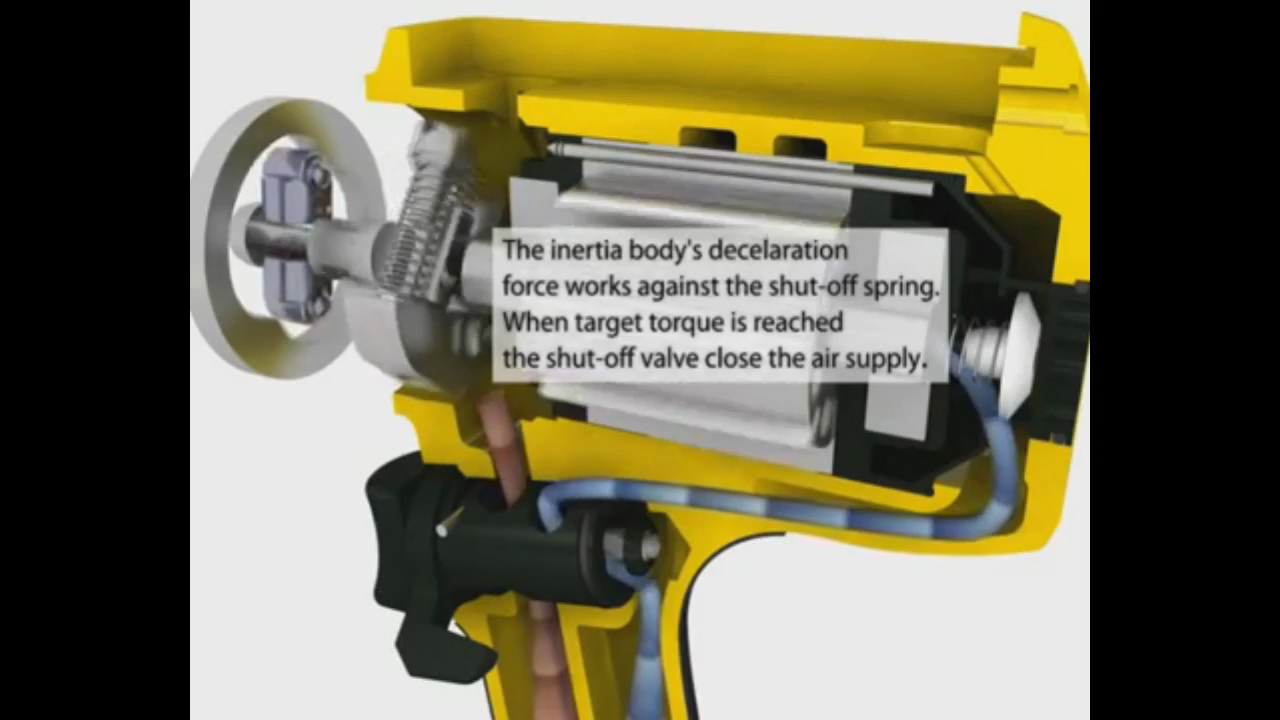 The inertia body's decelaration
force works against the shut-off spring.
When target torque is reached
the shut-off valve close the air supply.